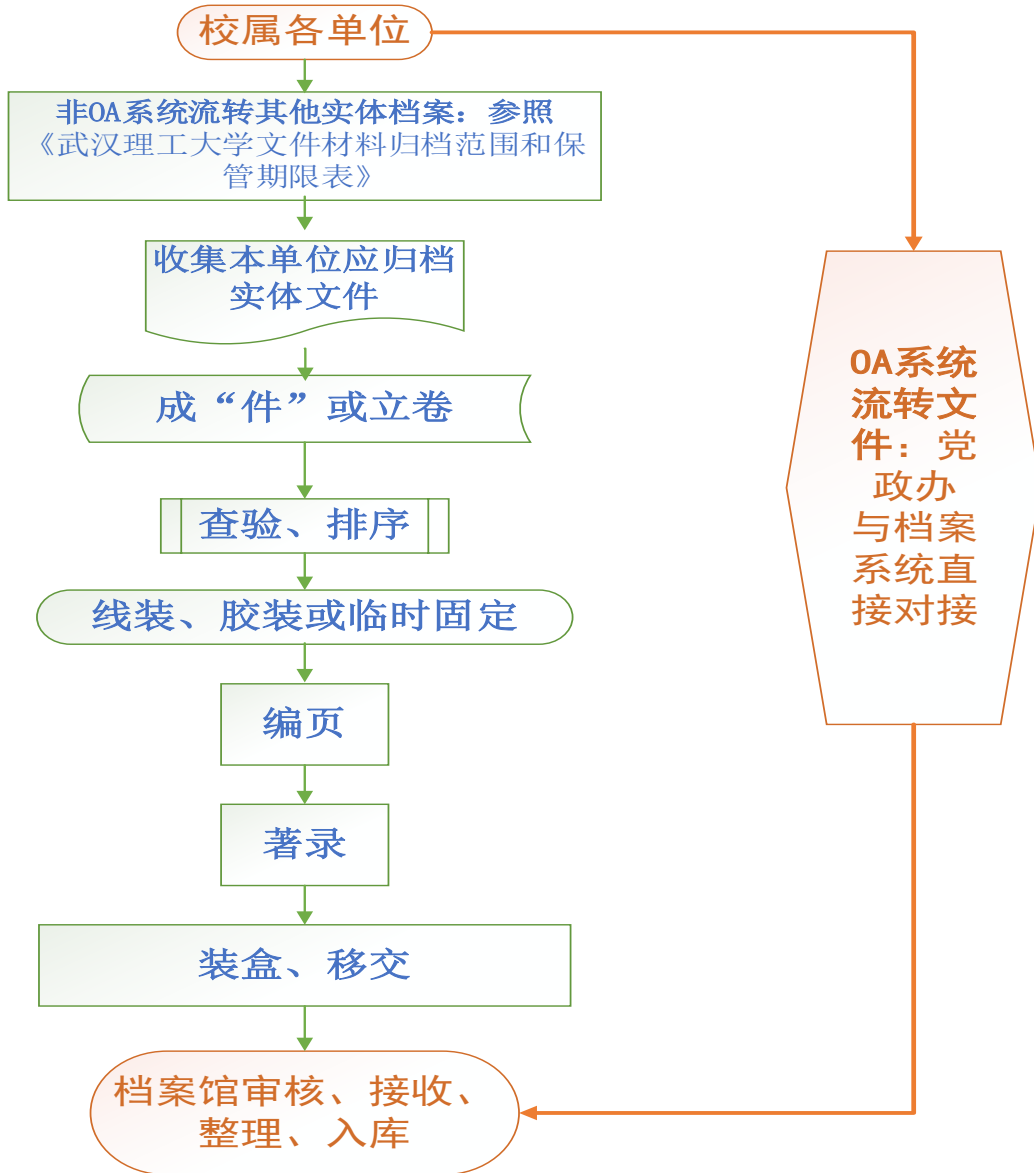 校属各单位
非OA系统流转其他实体档案：参照
《武汉理工大学文件材料归档范围和保
管期限表》
收集本单位应归档
实体文件
成“件”或立卷
查验、排序
线装、胶装或临时固定
编页
著录
装盒、移交
OA系统
流转文
件：党
政办
与档案
系统直
接对接
档案馆审核、接收、
整理、入库